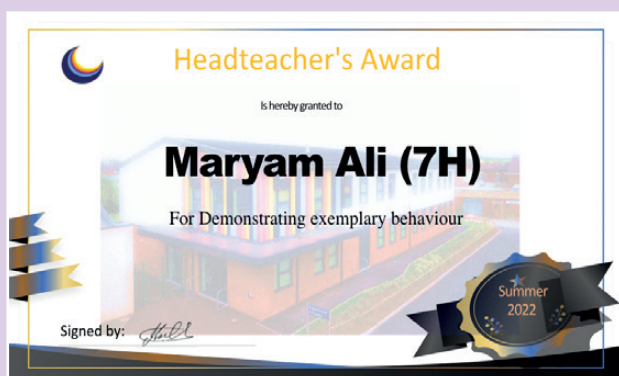 Headteacher's Award
Is hereby granted to
Maryam Ali (7H)
For Demonstrating exemplary behaviour
Summer
2022
Signed by: